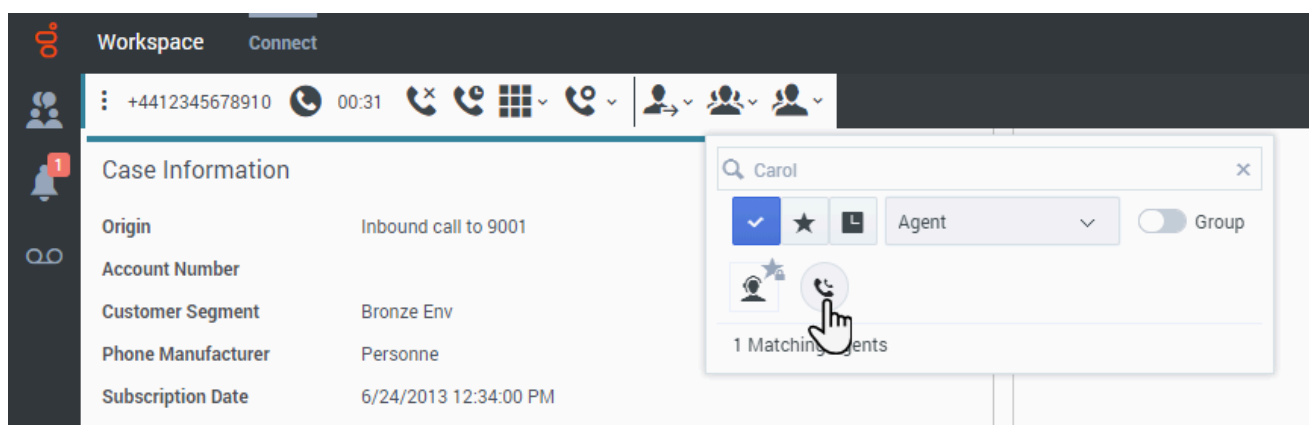 Workspace Connect
+4412345678910 00:31
Carol
1
Case Information
Agent Group
Origin Inbound call to 9001
Account Number
Customer Segment Bronze Env
Phone Manufacturer Personne
1 Matching
Subscription Date 6/24/2013 12:34:00 PM